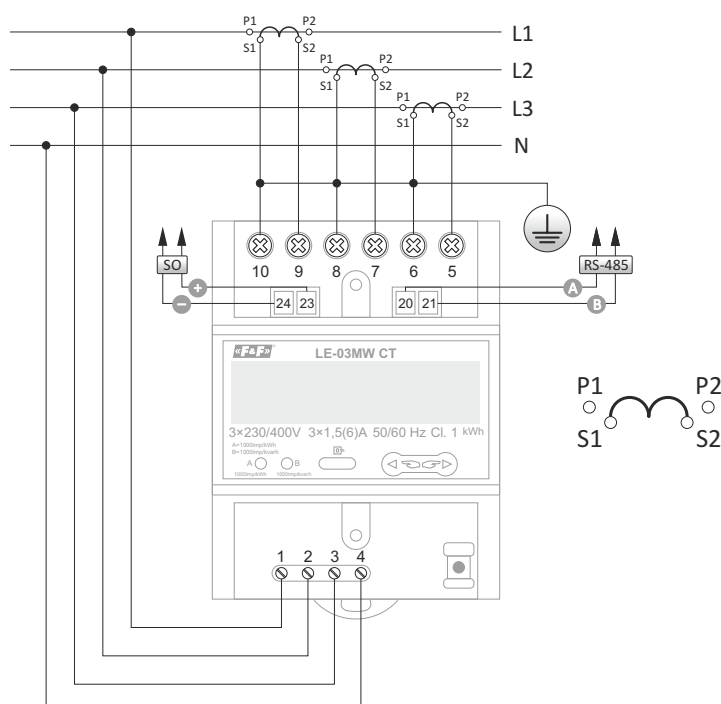 P1 P2
L1
S1 S2
P1 P2
L2
S1 S2
P1 P2
L3
S1 S2
N
SO
RS-485
10 9 8 7 6 5
+
A
−
24 23
20 21
B
«F&F»®
LE-03MW CT
3×230/400V 3×1,5(6)A 50/60 Hz Cl. 1 kWh
A=1000imp/kWh
B=1000imp/kvarh
A B
1000imp/kWh 1000imp/kvarh
P1 P2
S1 S2
1 2 3 4